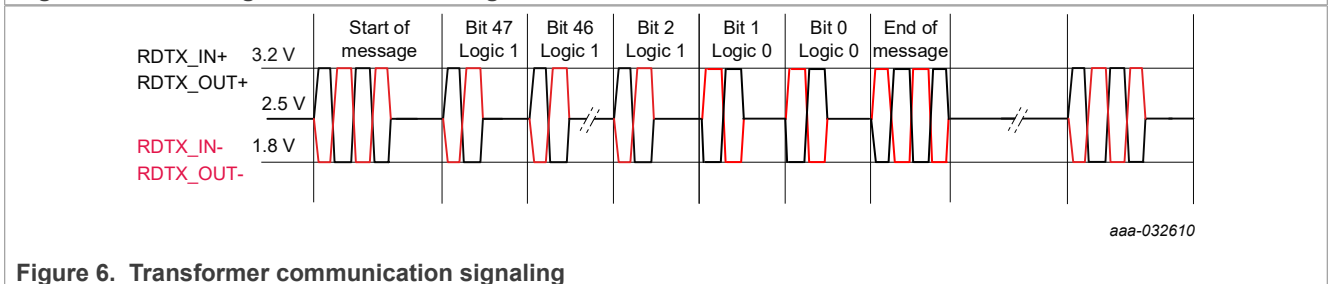 Start of message
Bit 47 Logic 1
Bit 46 Logic 1
Bit 2 Logic 1
Bit 1 Logic 0
Bit 0 Logic 0
End of message
RDTX_IN+ 3.2 V
RDTX_OUT+
2.5 V
RDTX_IN- 1.8 V
RDTX_OUT-
aaa-032610
Figure 6. Transformer communication signaling